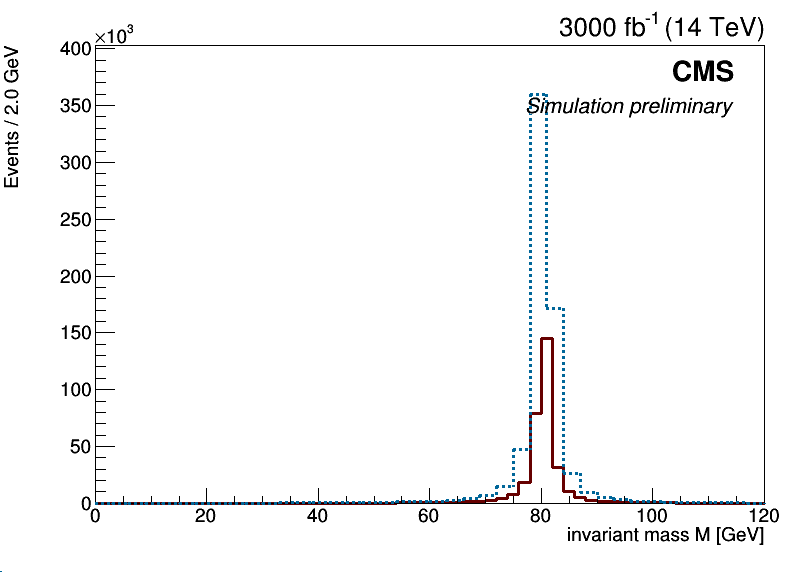 3000 fb⁻¹ (14 TeV)
×10³
CMS
Simulation preliminary
Events / 2.0 GeV
400
350
300
250
200
150
100
50
0
0 20 40 60 80 100 120
invariant mass M [GeV]